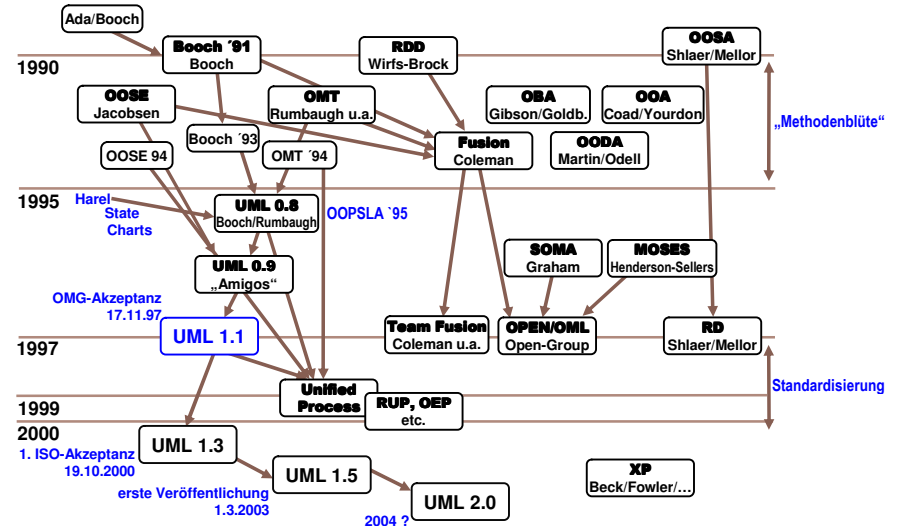 Ada/Booch
Booch ´91
Booch
RDD
Wirfs-Brock
OOSA
Shlaer/Mellor
1990
OOSE
Jacobsen
OMT
Rumbaugh u.a.
OBA
Gibson/Goldb.
OOA
Coad/Yourdon
„Methodenblüte“
Booch ´93
Fusion
Coleman
OODA
Martin/Odell
OOSE 94
OMT ´94
1995
Harel
State
Charts
UML 0.8
Booch/Rumbaugh
OOPSLA `95
UML 0.9
„Amigos“
SOMA
Graham
MOSES
Henderson-Sellers
OMG-Akzeptanz
17.11.97
UML 1.1
Team Fusion
Coleman u.a.
OPEN/OML
Open-Group
RD
Shlaer/Mellor
1997
Unified
Process
RUP, OEP
etc.
Standardisierung
1999
2000
1. ISO-Akzeptanz
19.10.2000
UML 1.3
erste Veröffentlichung
1.3.2003
UML 1.5
2004 ?
UML 2.0
XP
Beck/Fowler/…